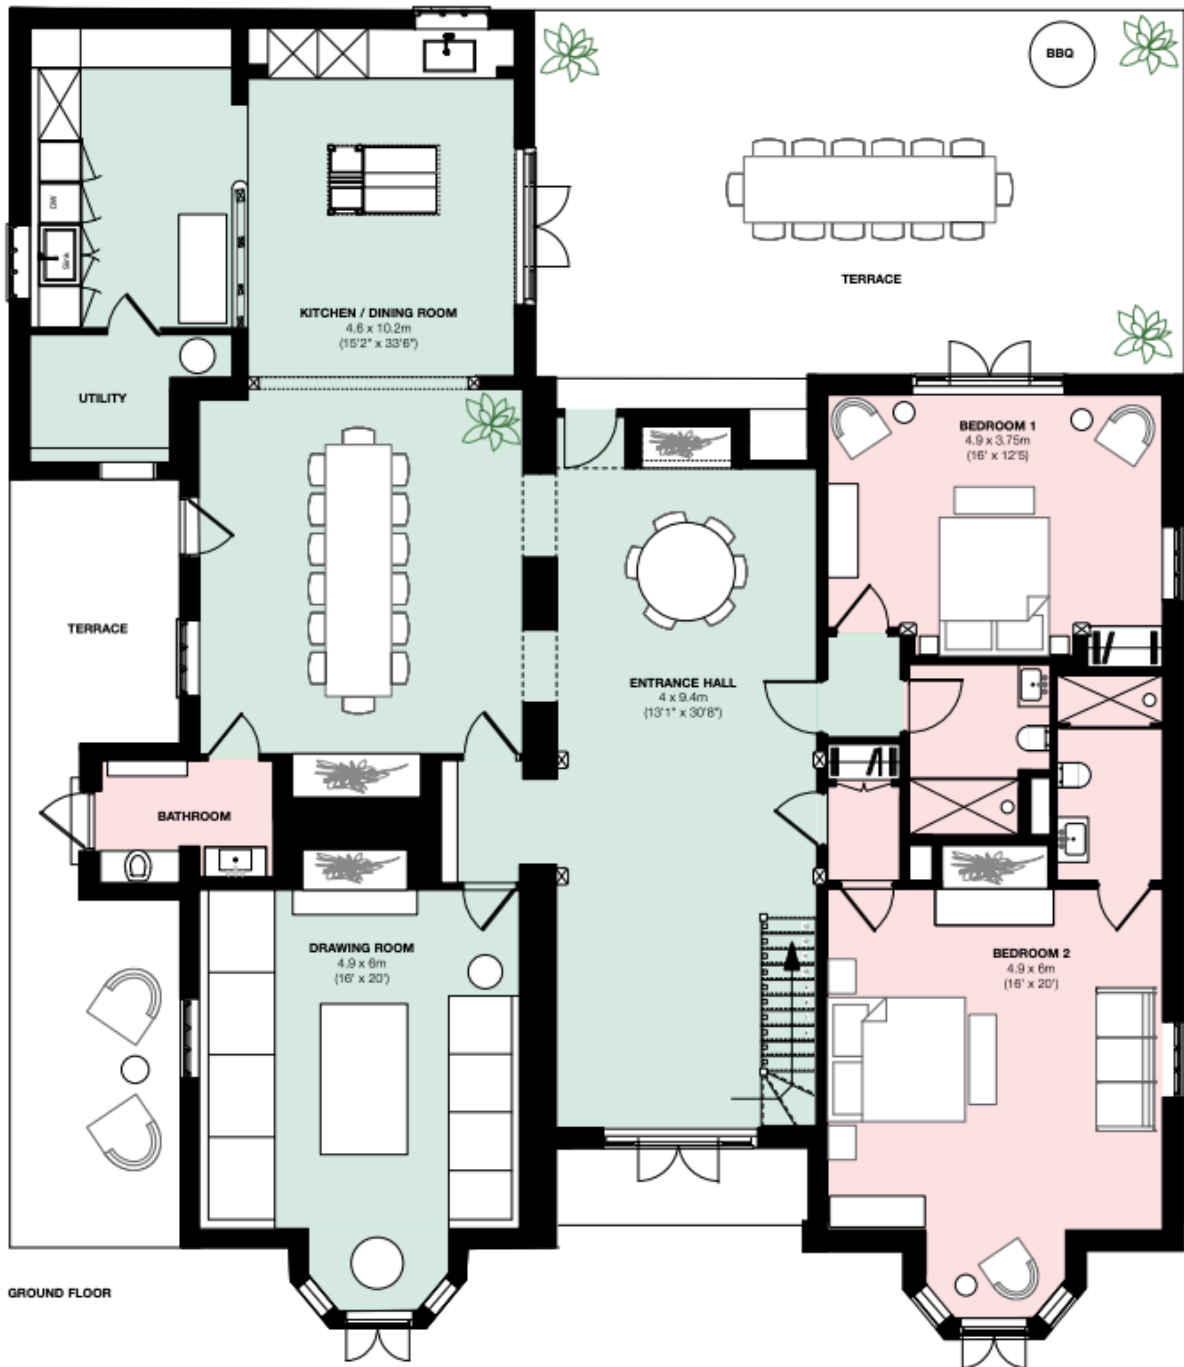 BBQ
DW
Sink
TERRACE
KITCHEN / DINING ROOM
4.6 x 10.2m
(15'2" x 33'6")
UTILITY
BEDROOM 1
4.9 x 3.75m
(16' x 12'5)
TERRACE
ENTRANCE HALL
4 x 9.4m
(13'1" x 30'8")
BATHROOM
DRAWING ROOM
4.9 x 6m
(16' x 20')
BEDROOM 2
4.9 x 6m
(16' x 20')
GROUND FLOOR